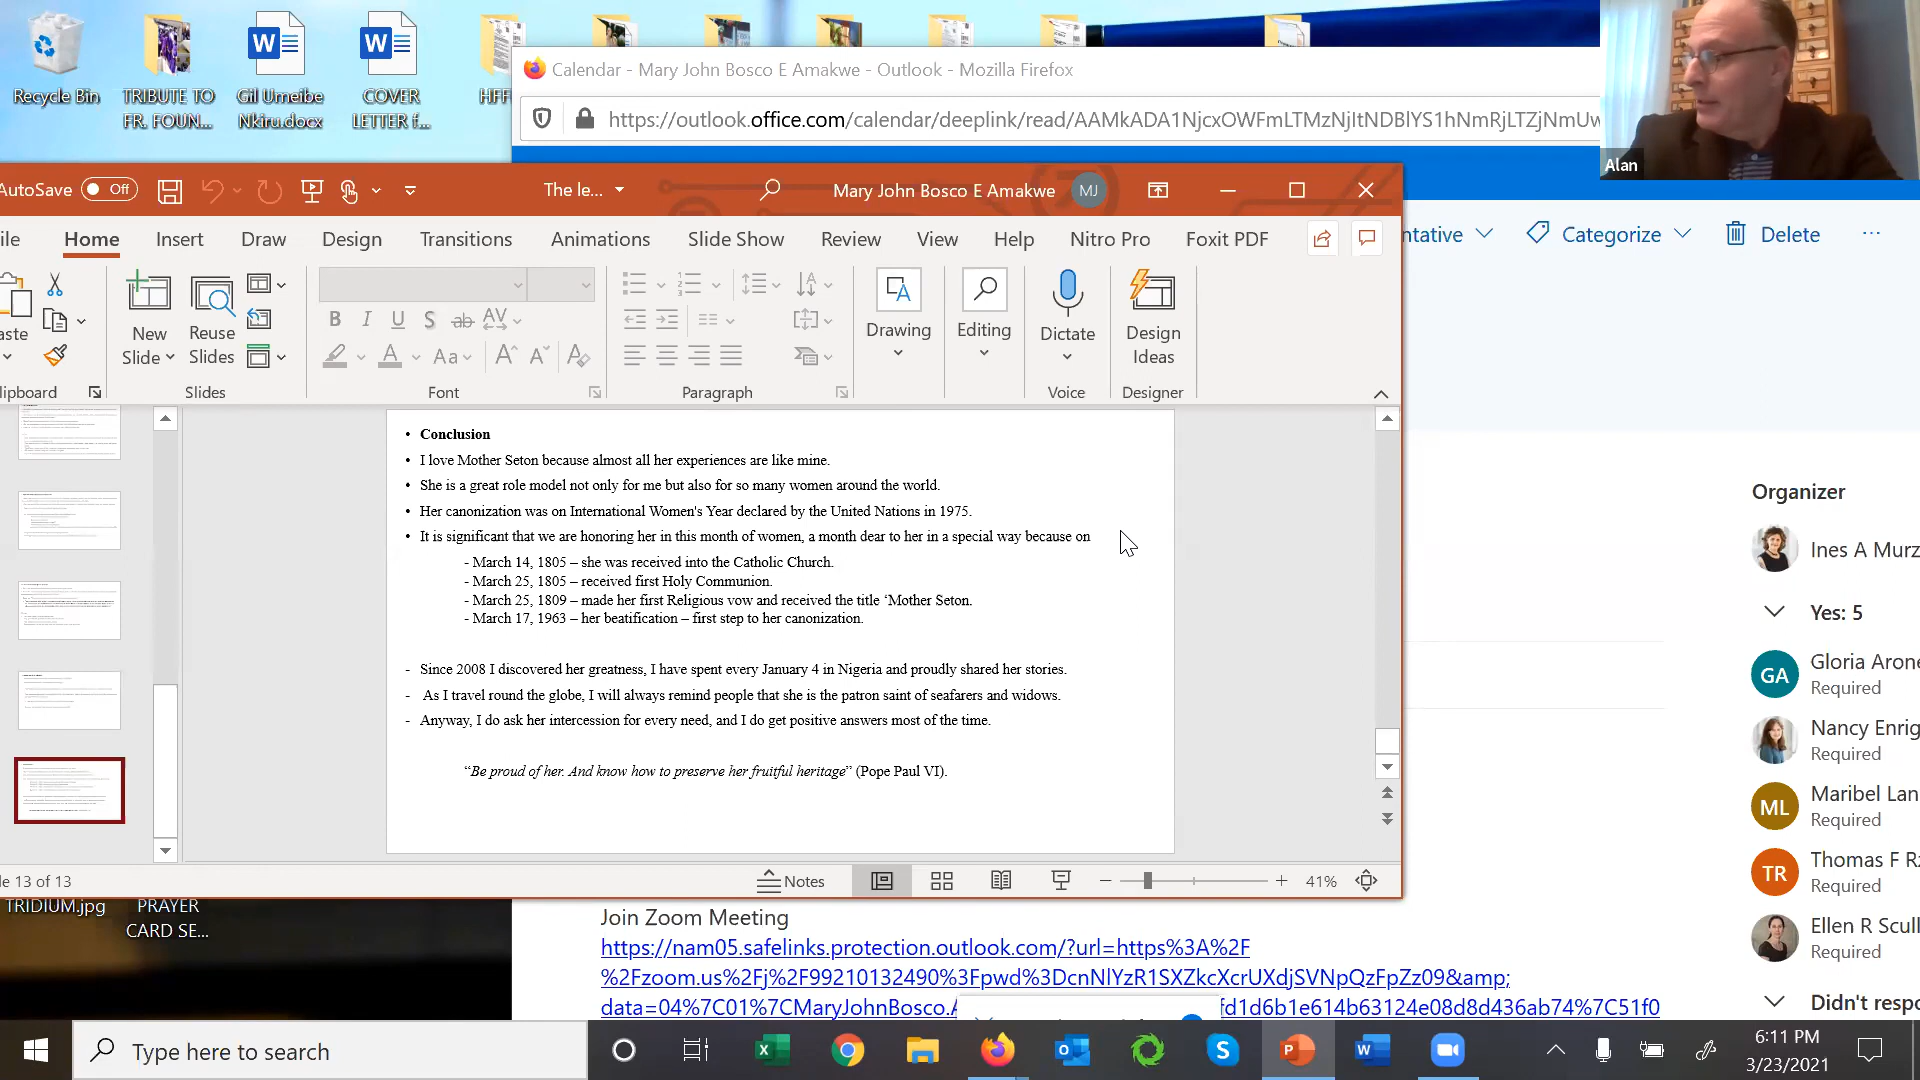 Recycle Bin
TRIBUTE TO
FR. FOUN...
Gil Umeibe
Nkiru.docx
COVER
LETTER f...
HFF
Calendar - Mary John Bosco E Amakwe - Outlook - Mozilla Firefox
https://outlook.office.com/calendar/deeplink/read/
Alan
AutoSave Off
The le...
Mary John Bosco E Amakwe MJ
ntative
Categorize
Delete
...
ile Home Insert Draw Design Transitions Animations Slide Show Review View Help Nitro Pro Foxit PDF
aste
New
Slide
Reuse
Slides
B I U S ab AV
A Aa A A A
Drawing
Editing
Dictate
Design
Ideas
lipboard
Slides
Font
Paragraph
Voice
Designer
• Conclusion
• I love Mother Seton because almost all her experiences are like mine.
• She is a great role model not only for me but also for so many women around the world.
• Her canonization was on International Women's Year declared by the United Nations in 1975.
• It is significant that we are honoring her in this month of women, a month dear to her in a special way because on
- March 14, 1805 – she was received into the Catholic Church.
- March 25, 1805 – received first Holy Communion.
- March 25, 1809 – made her first Religious vow and received the title ‘Mother Seton.
- March 17, 1963 – her beatification – first step to her canonization.
- Since 2008 I discovered her greatness, I have spent every January 4 in Nigeria and proudly shared her stories.
- As I travel round the globe, I will always remind people that she is the patron saint of seafarers and widows.
- Anyway, I do ask her intercession for every need, and I do get positive answers most of the time.
“Be proud of her. And know how to preserve her fruitful heritage” (Pope Paul VI).
Organizer
Ines A Murz
Yes: 5
GA
Gloria Arone
Required
Nancy Enrig
Required
ML
Maribel Lan
Required
TR
Thomas F Rz
Required
Ellen R Scull
Required
Didn't respo
le 13 of 13
Notes
41%
TRIDIUM.jpg
PRAYER
CARD SE...
Join Zoom Meeting
https://nam05.safelinks.protection.outlook.com/?url=https%3A%2F
%2Fzoom.us%2Fj%2F99210132490%3Fpwd%3DcnNlYzR1SXZkcXcrUXdjSVNpQzFpZz09&amp;
data=04%7C01%7CMaryJohnBosco. fd1d6b1e614b63124e08d8d436ab74%7C51f0
Type here to search
6:11 PM
3/23/2021